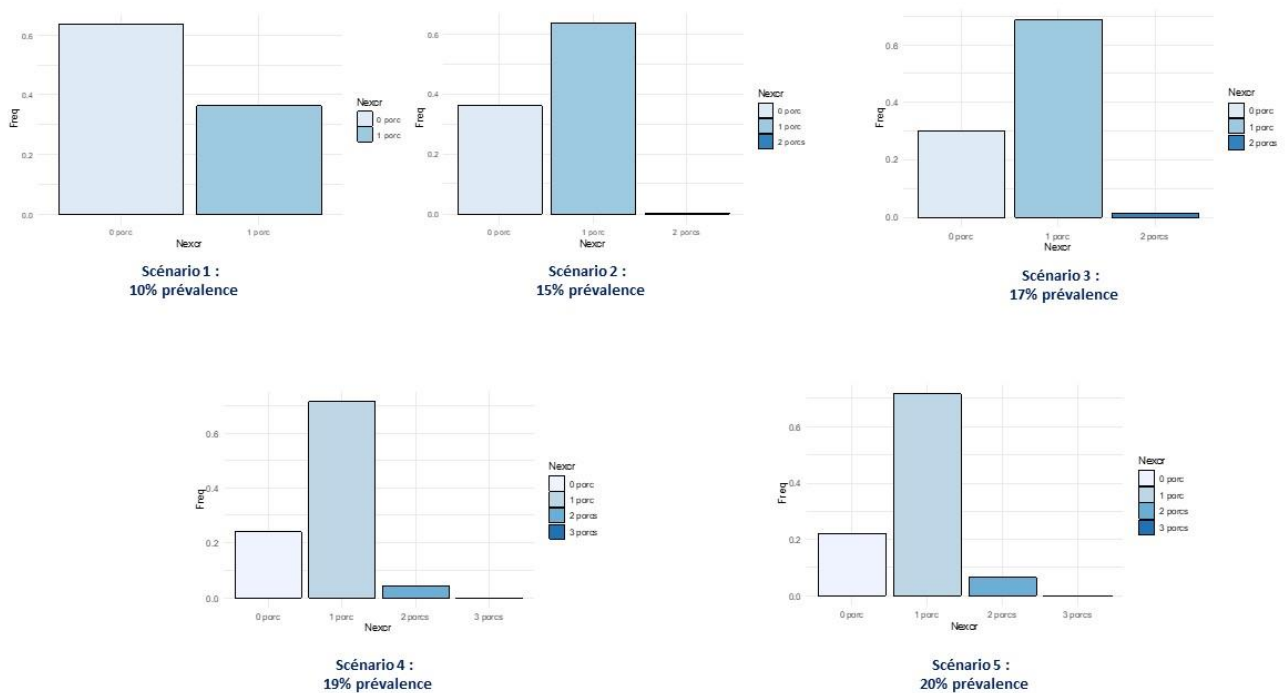 0.6
0.4
0.2
0.0
Freq
0 porc
1 porc
Nexcr
Nexcr
0 porc
1 porc
Scénario 1 :
10% prévalence
0.6
0.4
0.2
0.0
Freq
0 porc
1 porc
2 porcs
Nexcr
Nexcr
0 porc
1 porc
2 porcs
Scénario 2 :
15% prévalence
0.6
0.4
0.2
0.0
Freq
0 porc
1 porc
2 porcs
Nexcr
Nexcr
0 porc
1 porc
2 porcs
Scénario 3 :
17% prévalence
0.6
0.4
0.2
0.0
Freq
0 porc
1 porc
2 porcs
3 porcs
Nexcr
Nexcr
0 porc
1 porc
2 porcs
3 porcs
Scénario 4 :
19% prévalence
0.6
0.4
0.2
0.0
Freq
0 porc
1 porc
2 porcs
3 porcs
Nexcr
Nexcr
0 porc
1 porc
2 porcs
3 porcs
Scénario 5 :
20% prévalence